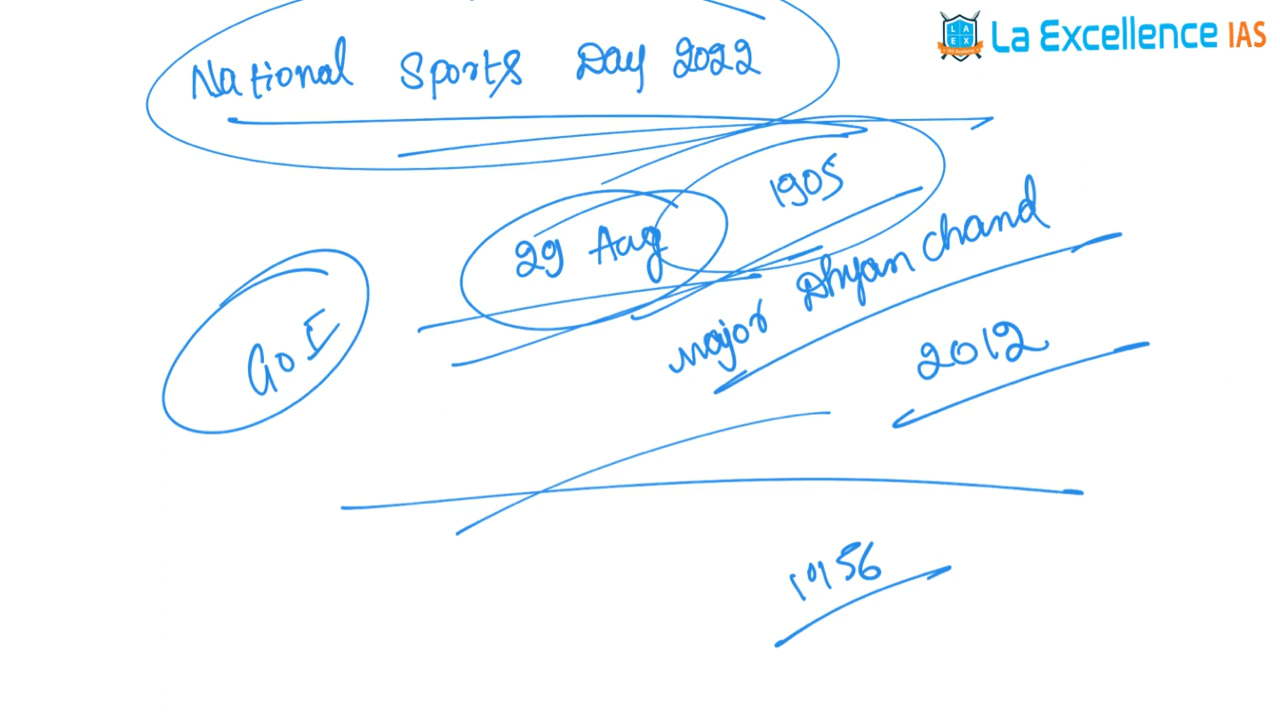 La Excellence IAS
National Sports Day 2022
1905
29 Aug
Major Dhyan Chand
GoI
2012
1956